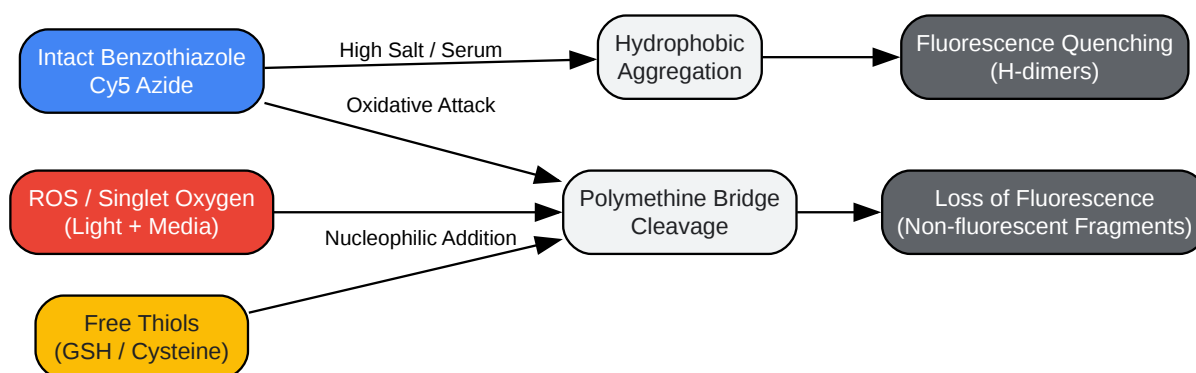 Intact Benzothiazole
Cy5 Azide
High Salt / Serum
Hydrophobic
Aggregation
Fluorescence Quenching
(H-dimers)
Oxidative Attack
ROS / Singlet Oxygen
(Light + Media)
Polymethine Bridge
Cleavage
Loss of Fluorescence
(Non-fluorescent Fragments)
Nucleophilic Addition
Free Thiols
(GSH / Cysteine)